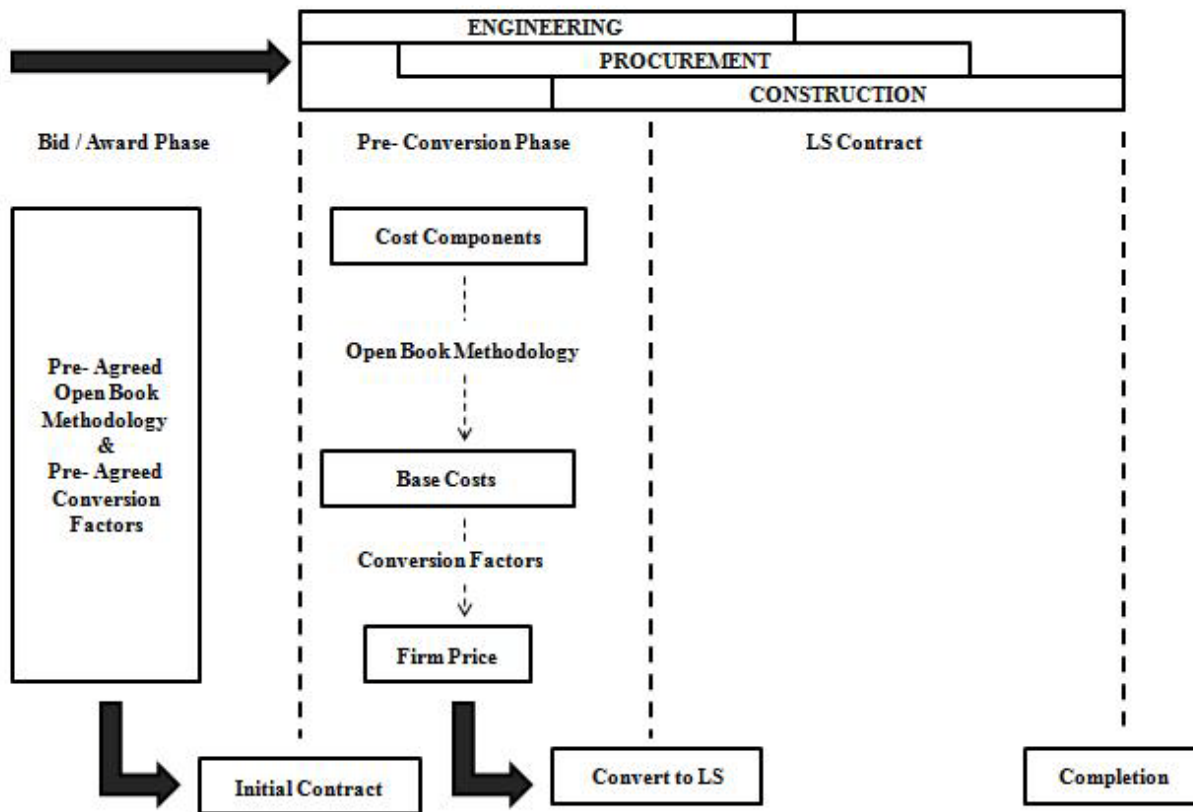 ENGINEERING
PROCUREMENT
CONSTRUCTION
Bid / Award Phase
Pre- Conversion Phase
LS Contract
Pre- Agreed
Open Book
Methodology
&
Pre- Agreed
Conversion
Factors
Cost Components
Open Book Methodology
Base Costs
Conversion Factors
Firm Price
Initial Contract
Convert to LS
Completion